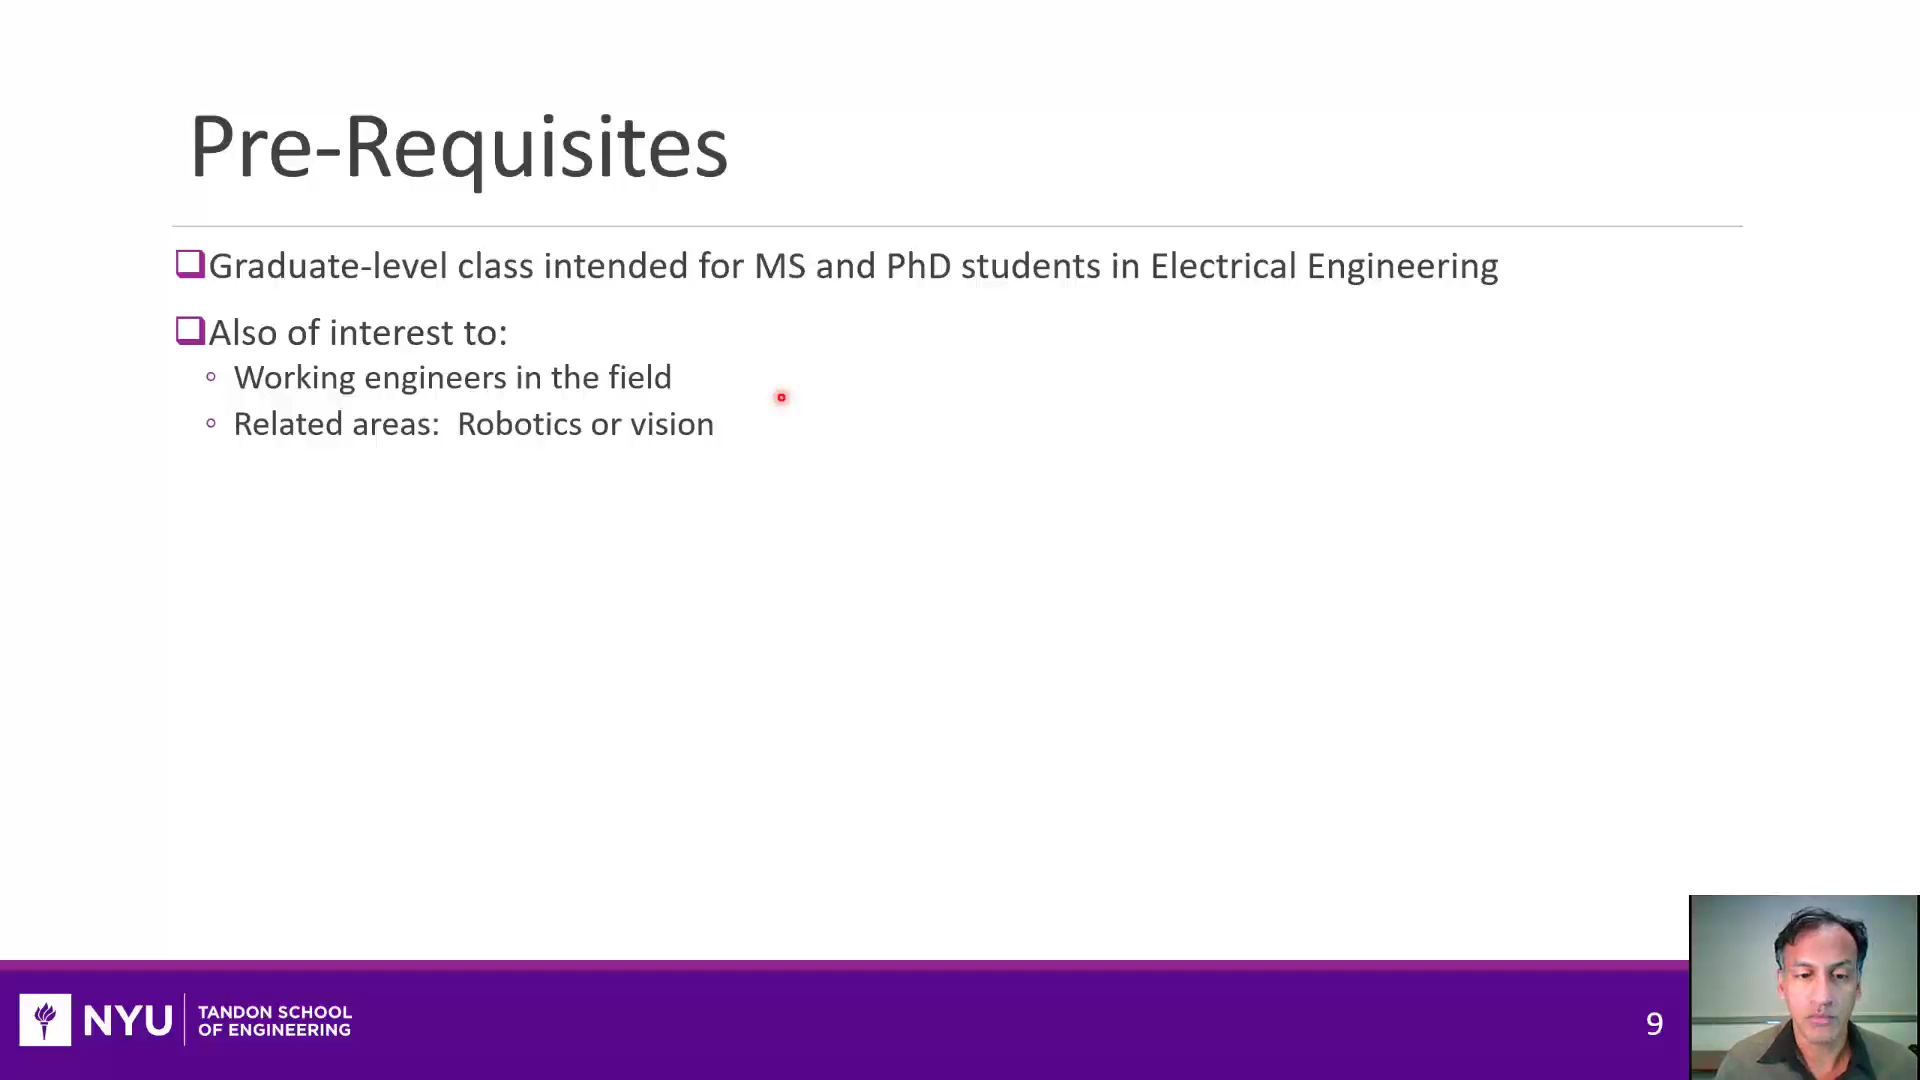 Pre-Requisites
Graduate-level class intended for MS and PhD students in Electrical Engineering
Also of interest to:
Working engineers in the field
Related areas: Robotics or vision
NYU
TANDON SCHOOL
OF ENGINEERING
9